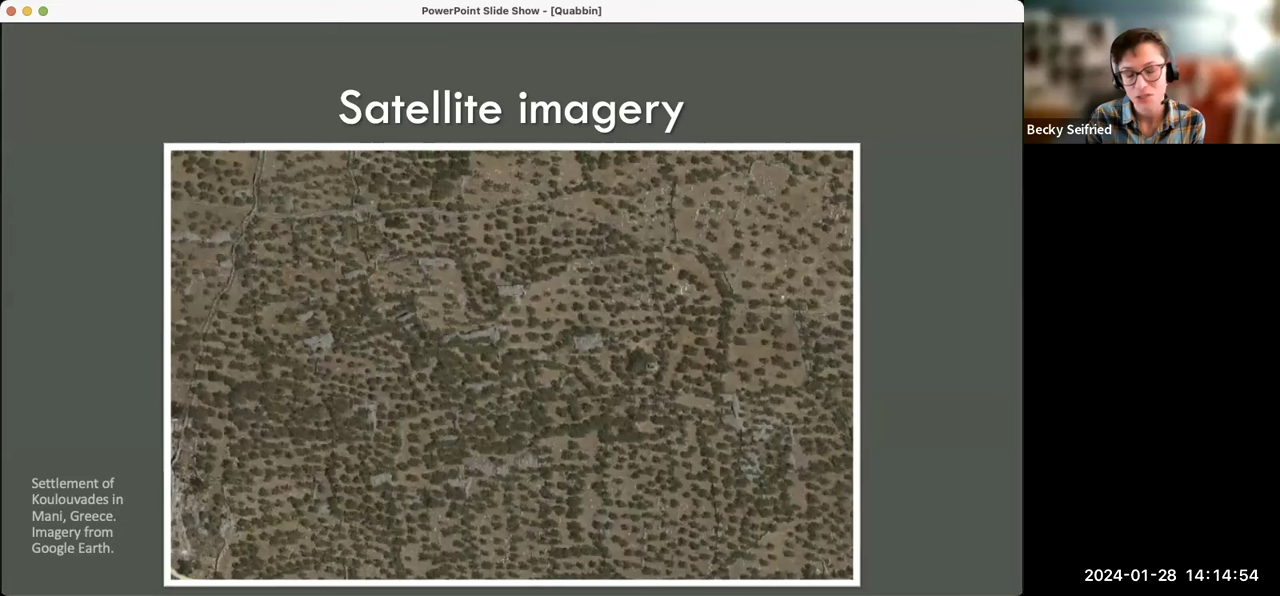 PowerPoint Slide Show - [Quabbin]
Satellite imagery
Becky Seifried
Settlement of
Koulouvades in
Mani, Greece.
Imagery from
Google Earth.
2024-01-28 14:14:54